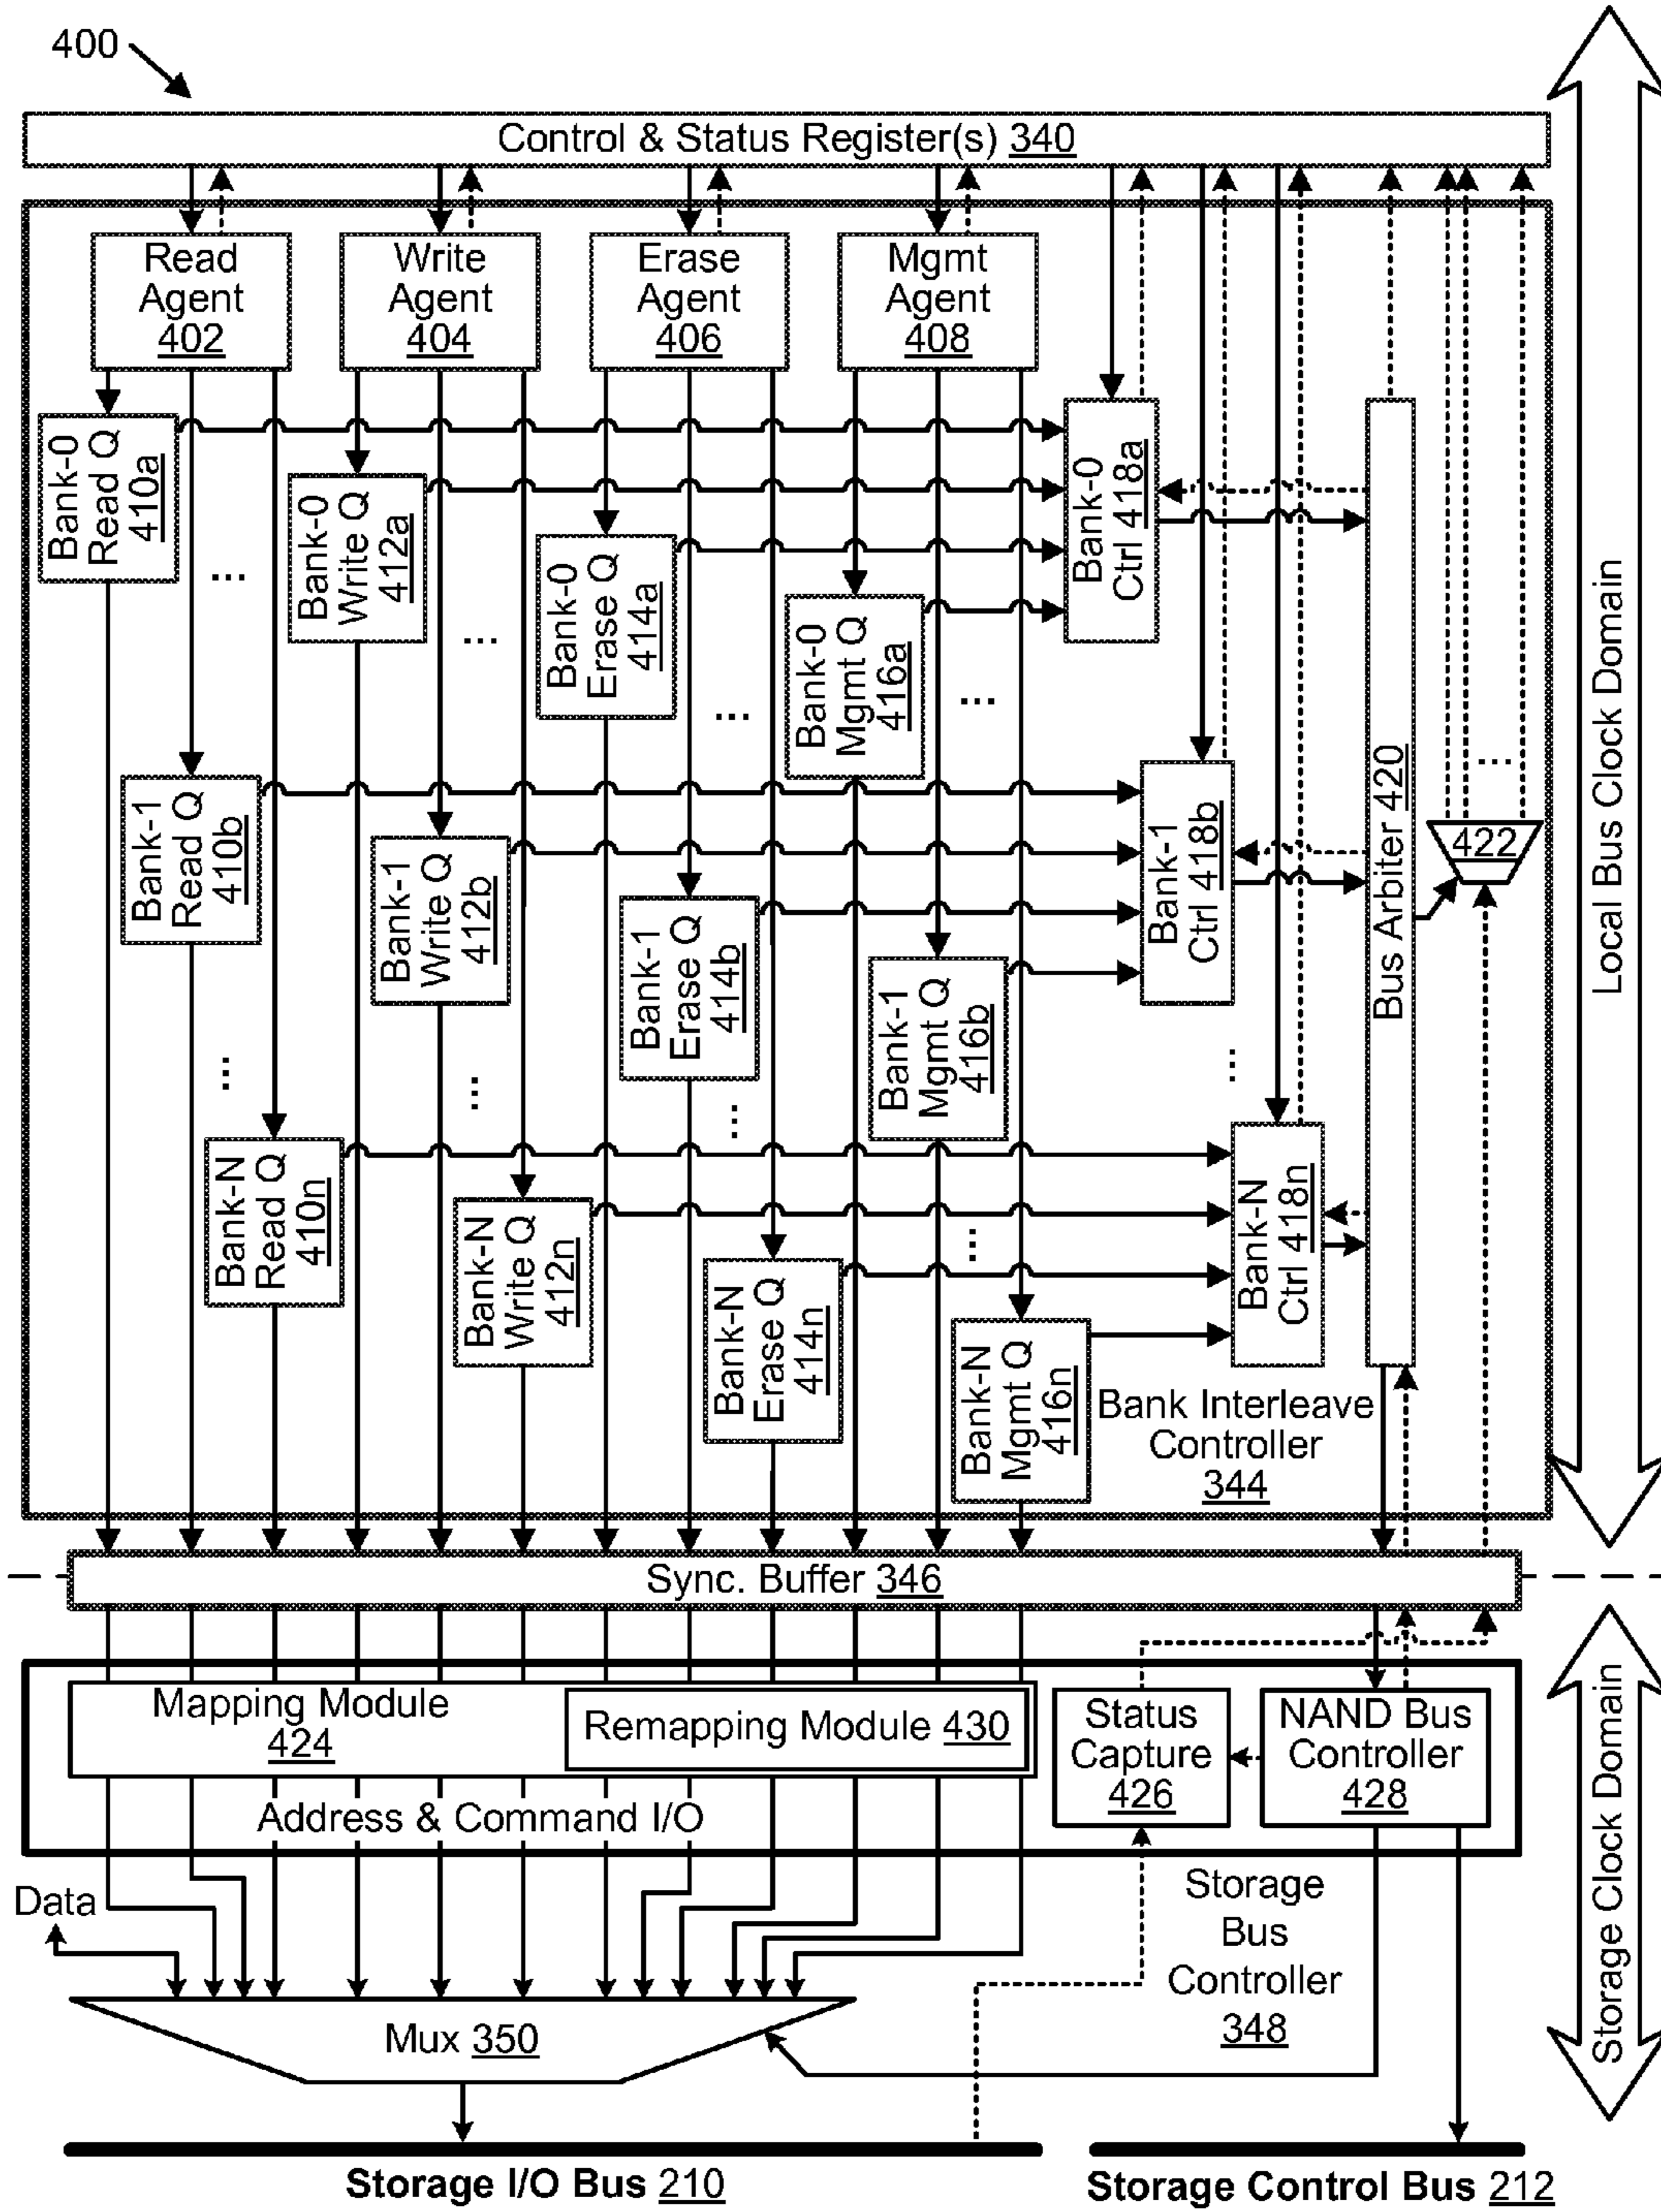 400
Control & Status Register(s) 340
Read
Agent
402
Write
Agent
404
Erase
Agent
406
Mgmt
Agent
408
Bank-0
Read Q
410a
...
Bank-0
Write Q
412a
...
Bank-0
Erase Q
414a
...
Bank-0
Mgmt Q
416a
...
Bank-0
Ctrl 418a
Bank-1
Read Q
410b
...
Bank-1
Write Q
412b
...
Bank-1
Erase Q
414b
...
Bank-1
Mgmt Q
416b
...
Bank-1
Ctrl 418b
...
Bus Arbiter 420
...
422
Bank-N
Read Q
410n
Bank-N
Write Q
412n
Bank-N
Erase Q
414n
Bank-N
Mgmt Q
416n
Bank-N
Ctrl 418n
Bank Interleave
Controller
344
Local Bus Clock Domain
Sync. Buffer 346
Mapping Module
424
Remapping Module 430
Status
Capture
426
NAND Bus
Controller
428
Address & Command I/O
Data
Storage
Bus
Controller
348
Storage Clock Domain
Mux 350
Storage I/O Bus 210
Storage Control Bus 212